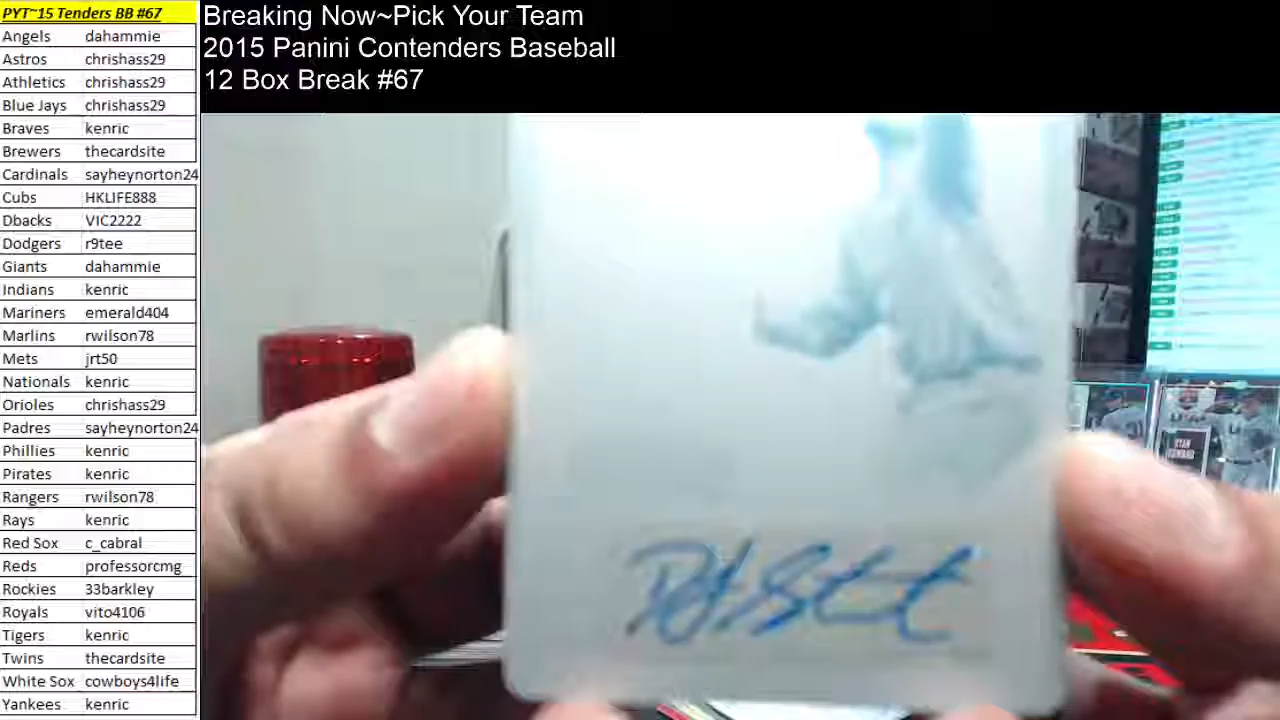 PYT~15 Tenders BB #67
Angels dahammie
Astros chrishass29
Athletics chrishass29
Blue Jays chrishass29
Braves kenric
Brewers thecardsite
Cardinals sayheynorton24
Cubs HKLIFE888
Dbacks VIC2222
Dodgers r9tee
Giants dahammie
Indians kenric
Mariners emerald404
Marlins rwilson78
Mets jrt50
Nationals kenric
Orioles chrishass29
Padres sayheynorton24
Phillies kenric
Pirates kenric
Rangers rwilson78
Rays kenric
Red Sox c_cabral
Reds professorcmg
Rockies 33barkley
Royals vito4106
Tigers kenric
Twins thecardsite
White Sox cowboys4life
Yankees kenric
Breaking Now~Pick Your Team
2015 Panini Contenders Baseball
12 Box Break #67